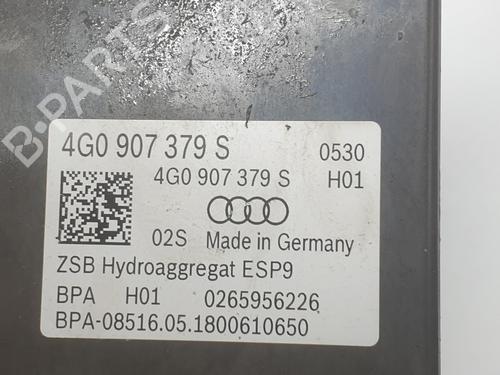 B-PARTS
4G0 907 379 S 0530
4G0 907 379 S H01
02S Made in Germany
ZSB Hydroaggregat ESP9
BPA H01 0265956226
BPA-08516.05.1800610650